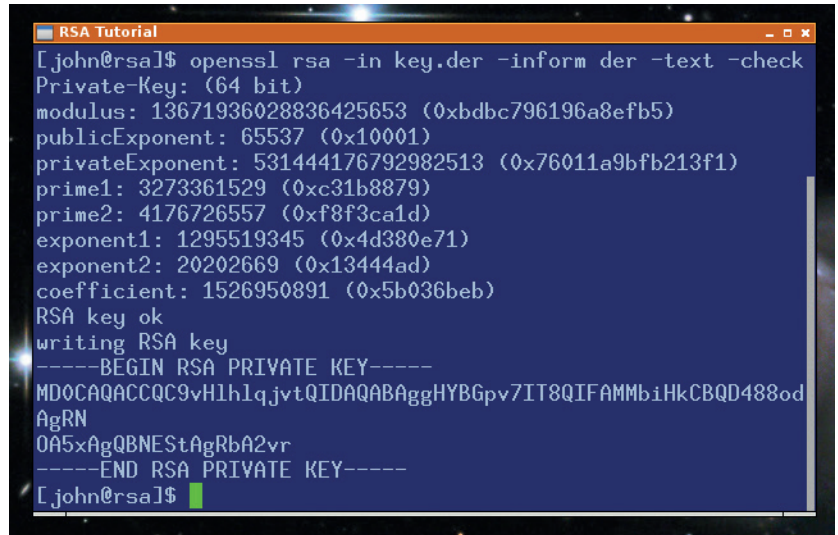 RSA Tutorial
[john@rsa]$ openssl rsa -in key.der -inform der -text -check
Private-Key: (64 bit)
modulus: 13671936028836425653 (0xbdbc796196a8efb5)
publicExponent: 65537 (0x10001)
privateExponent: 531444176792982513 (0x76011a9bfb213f1)
prime1: 3273361529 (0xc31b8879)
prime2: 4176726557 (0xf8f3ca1d)
exponent1: 1295519345 (0x4d380e71)
exponent2: 20202669 (0x13444ad)
coefficient: 1526950891 (0x5b036beb)
RSA key ok
writing RSA key
-----BEGIN RSA PRIVATE KEY-----
MD0CAQACCQC9vHlhlqjvtQIDAQABAggHYBGpv7IT8QIFAMMbiHkCBQD488od
AgRN
OA5xAgQBNEStAgRbA2vr
-----END RSA PRIVATE KEY-----
[john@rsa]$